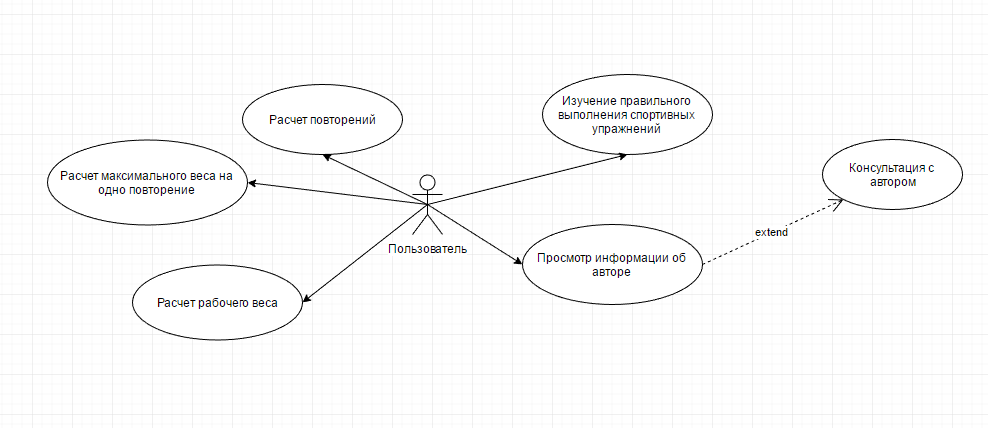 Расчет повторений
Изучение правильного
выполнения спортивных
упражнений
Расчет максимального веса на
одно повторение
Консультация с
автором
Пользователь
extend
Просмотр информации об
авторе
Расчет рабочего веса